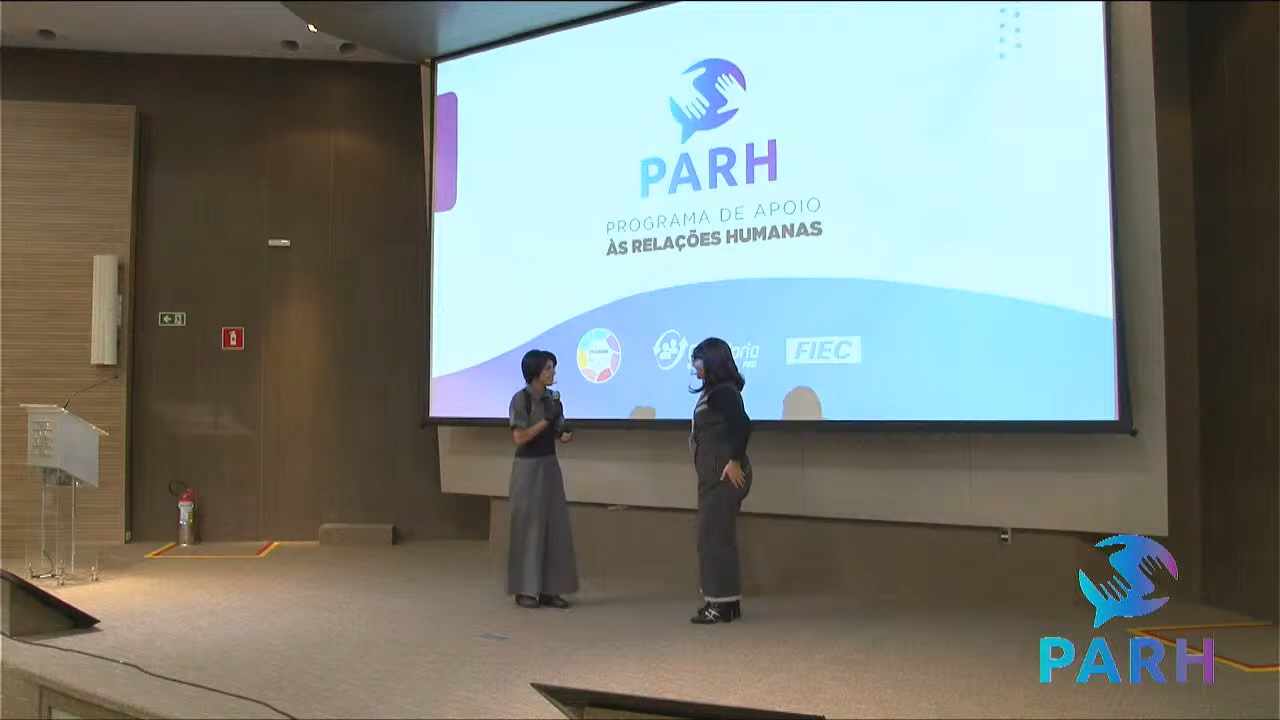 PARH
PROGRAMA DE APOIO
ÀS RELAÇÕES HUMANAS
FIEC
PARH